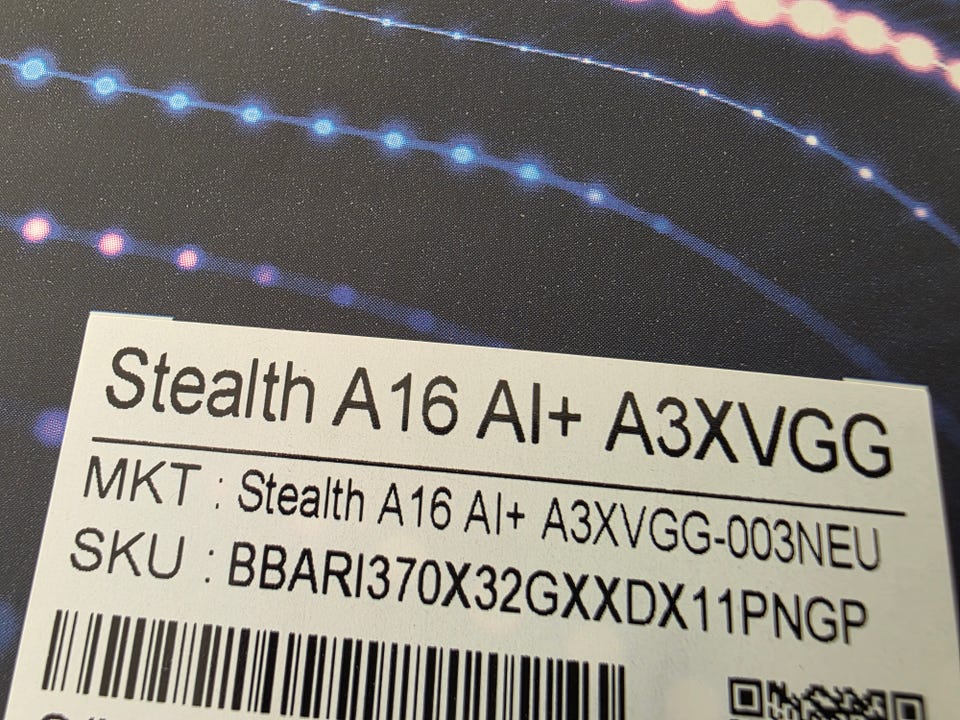 Stealth A16 AI+ A3XVGG
MKT : Stealth A16 AI+ A3XVGG-003NEU
SKU : BBARI370X32GXXDX11PNGP